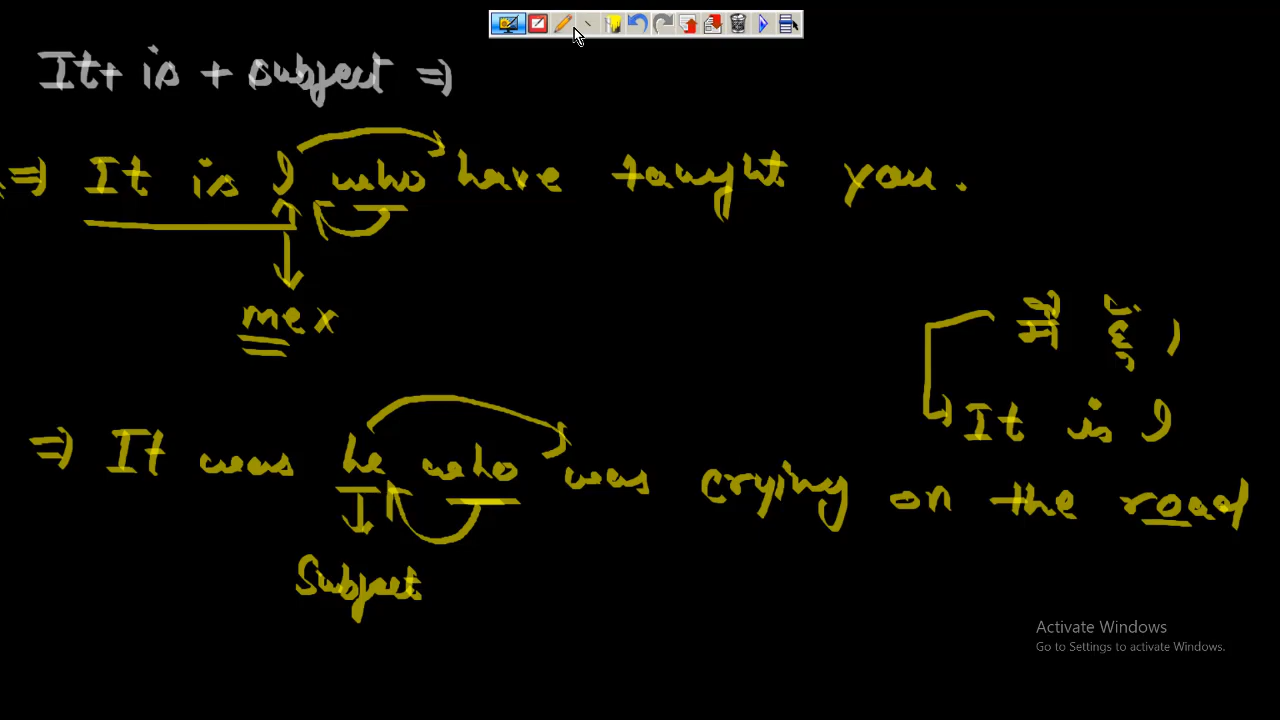 It + is + subject ⇒
⇒ It is I who have taught you.
me x
मैं हूँ ,
It is I
⇒ It was he who was crying on the road
Subject
Activate Windows
Go to Settings to activate Windows.